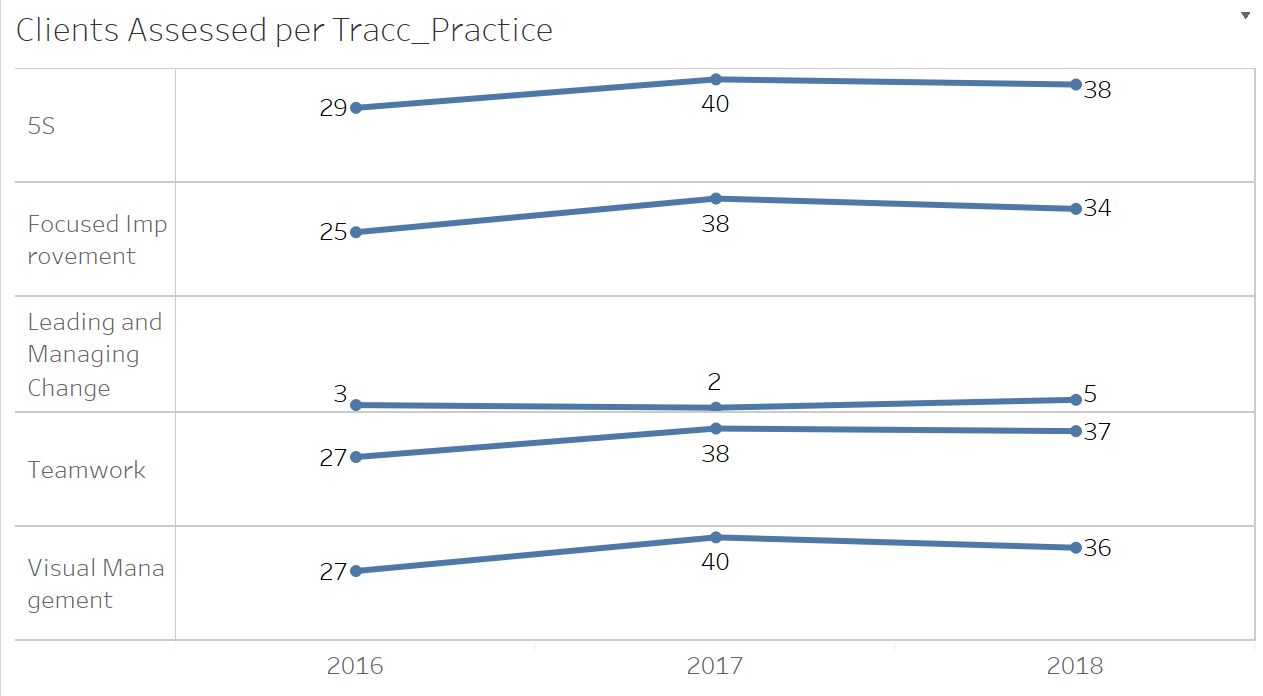 Clients Assessed per Tracc_Practice
5S
29
40
38
Focused Imp
rovement
25
38
34
Leading and
Managing
Change
3
2
5
Teamwork
27
38
37
Visual Mana
gement
27
40
36
2016 2017 2018